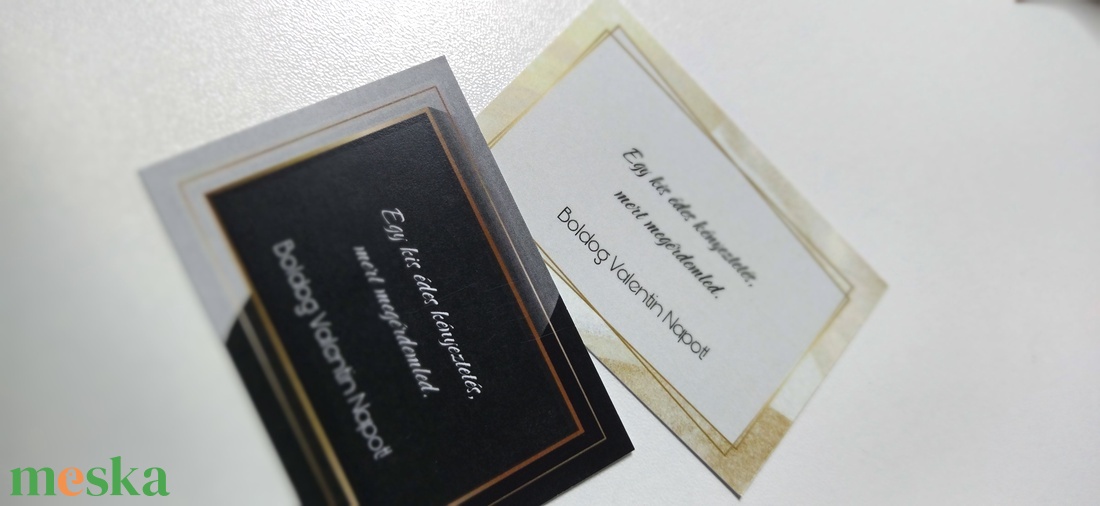 Egy kis édes kényeztetés,
mert megérdemled.
Boldog Valentin Napot!
Egy kis édes kényeztetés,
mert megérdemled.
Boldog Valentin Napot!
meska